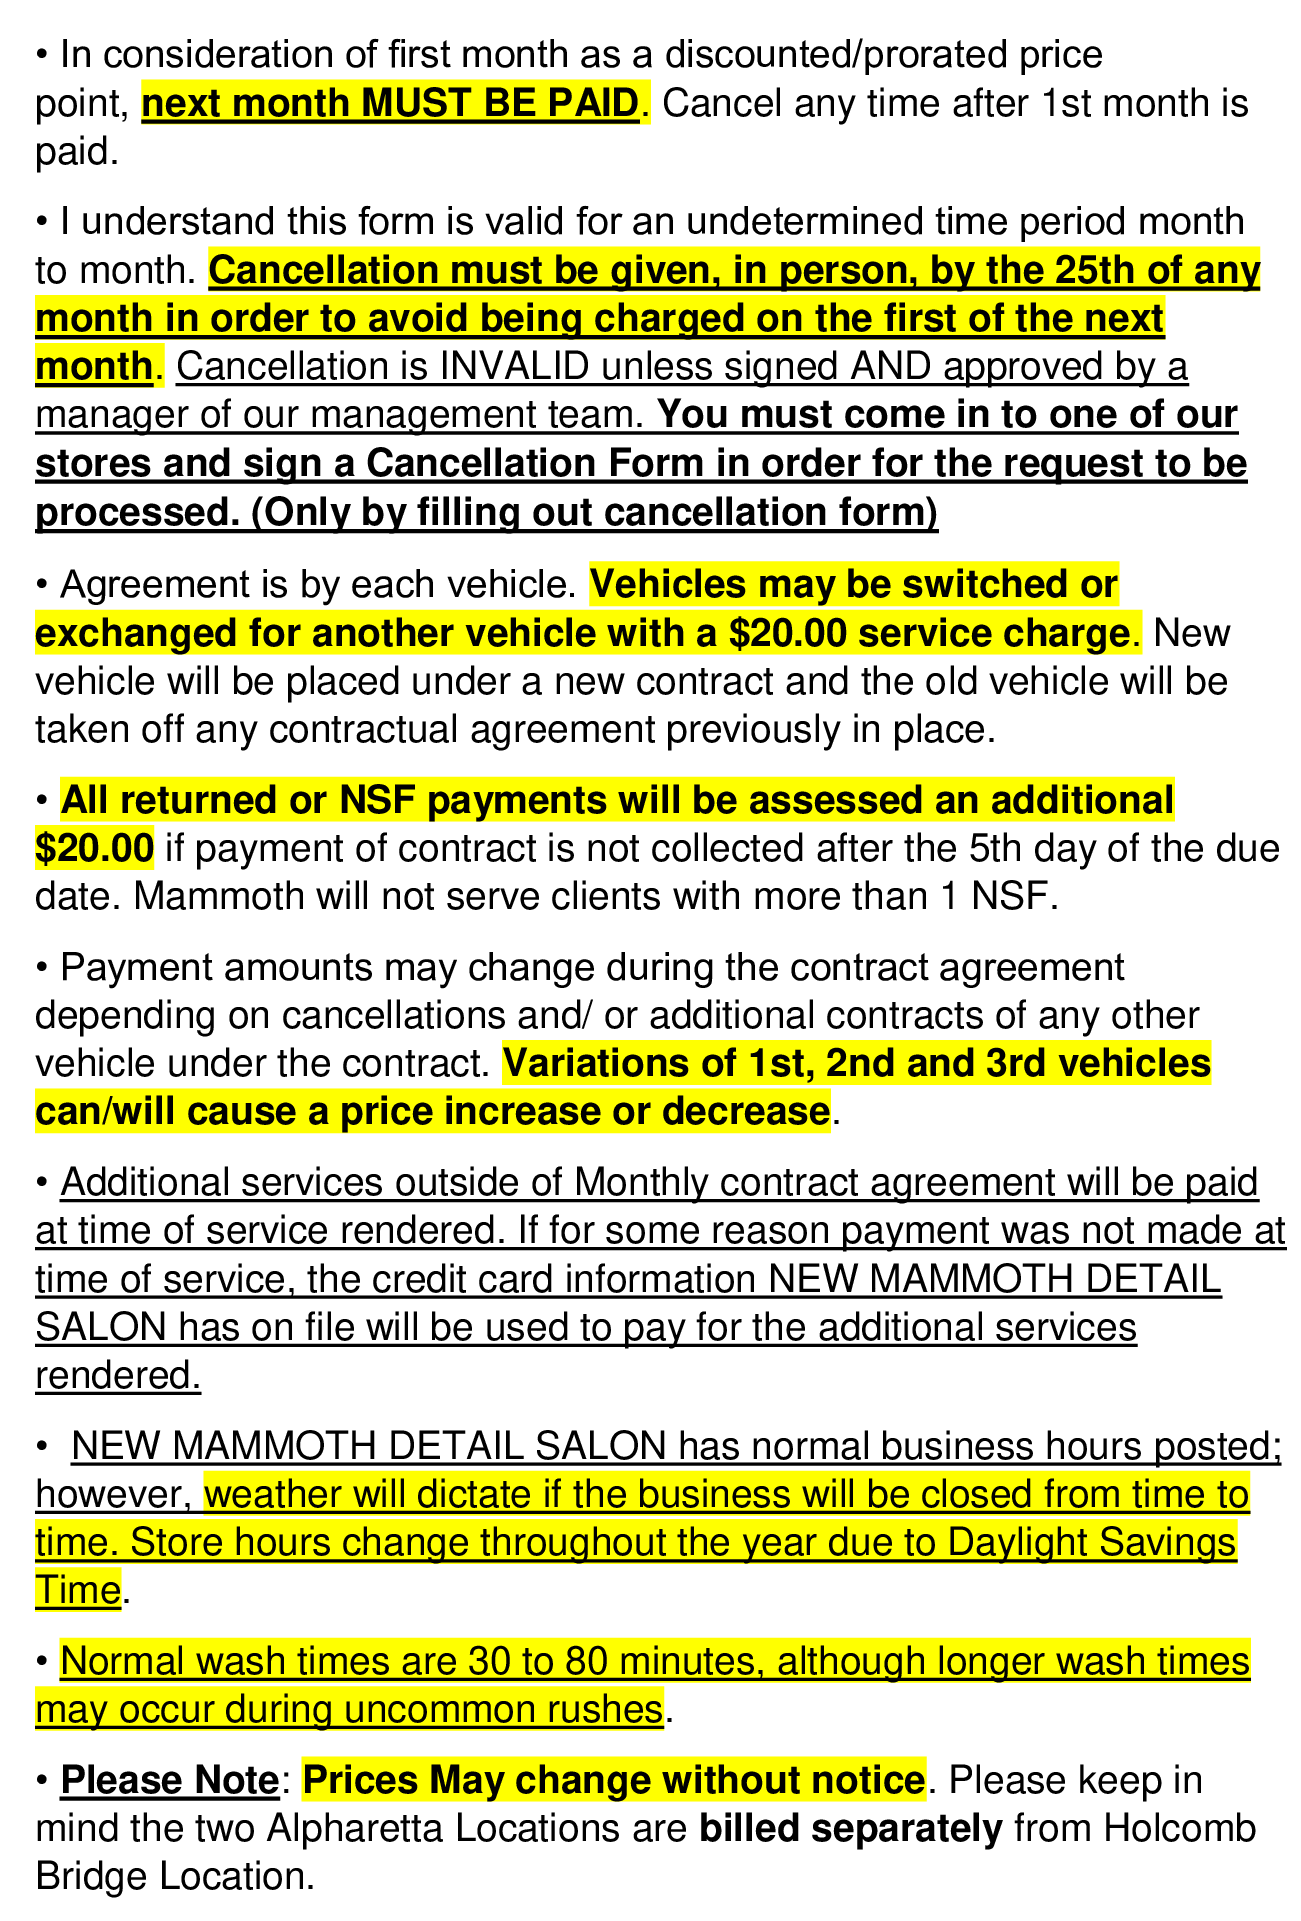 • In consideration of first month as a discounted/prorated price
point, next month MUST BE PAID. Cancel any time after 1st month is
paid.
• I understand this form is valid for an undetermined time period month
to month. Cancellation must be given, in person, by the 25th of any
month in order to avoid being charged on the first of the next
month. Cancellation is INVALID unless signed AND approved by a
manager of our management team. You must come in to one of our
stores and sign a Cancellation Form in order for the request to be
processed. (Only by filling out cancellation form)
• Agreement is by each vehicle. Vehicles may be switched or
exchanged for another vehicle with a $20.00 service charge. New
vehicle will be placed under a new contract and the old vehicle will be
taken off any contractual agreement previously in place.
• All returned or NSF payments will be assessed an additional
$20.00 if payment of contract is not collected after the 5th day of the due
date. Mammoth will not serve clients with more than 1 NSF.
• Payment amounts may change during the contract agreement
depending on cancellations and/ or additional contracts of any other
vehicle under the contract. Variations of 1st, 2nd and 3rd vehicles
can/will cause a price increase or decrease.
• Additional services outside of Monthly contract agreement will be paid
at time of service rendered. If for some reason payment was not made at
time of service, the credit card information NEW MAMMOTH DETAIL
SALON has on file will be used to pay for the additional services
rendered.
• NEW MAMMOTH DETAIL SALON has normal business hours posted;
however, weather will dictate if the business will be closed from time to
time. Store hours change throughout the year due to Daylight Savings
Time.
• Normal wash times are 30 to 80 minutes, although longer wash times
may occur during uncommon rushes.
• Please Note: Prices May change without notice. Please keep in
mind the two Alpharetta Locations are billed separately from Holcomb
Bridge Location.